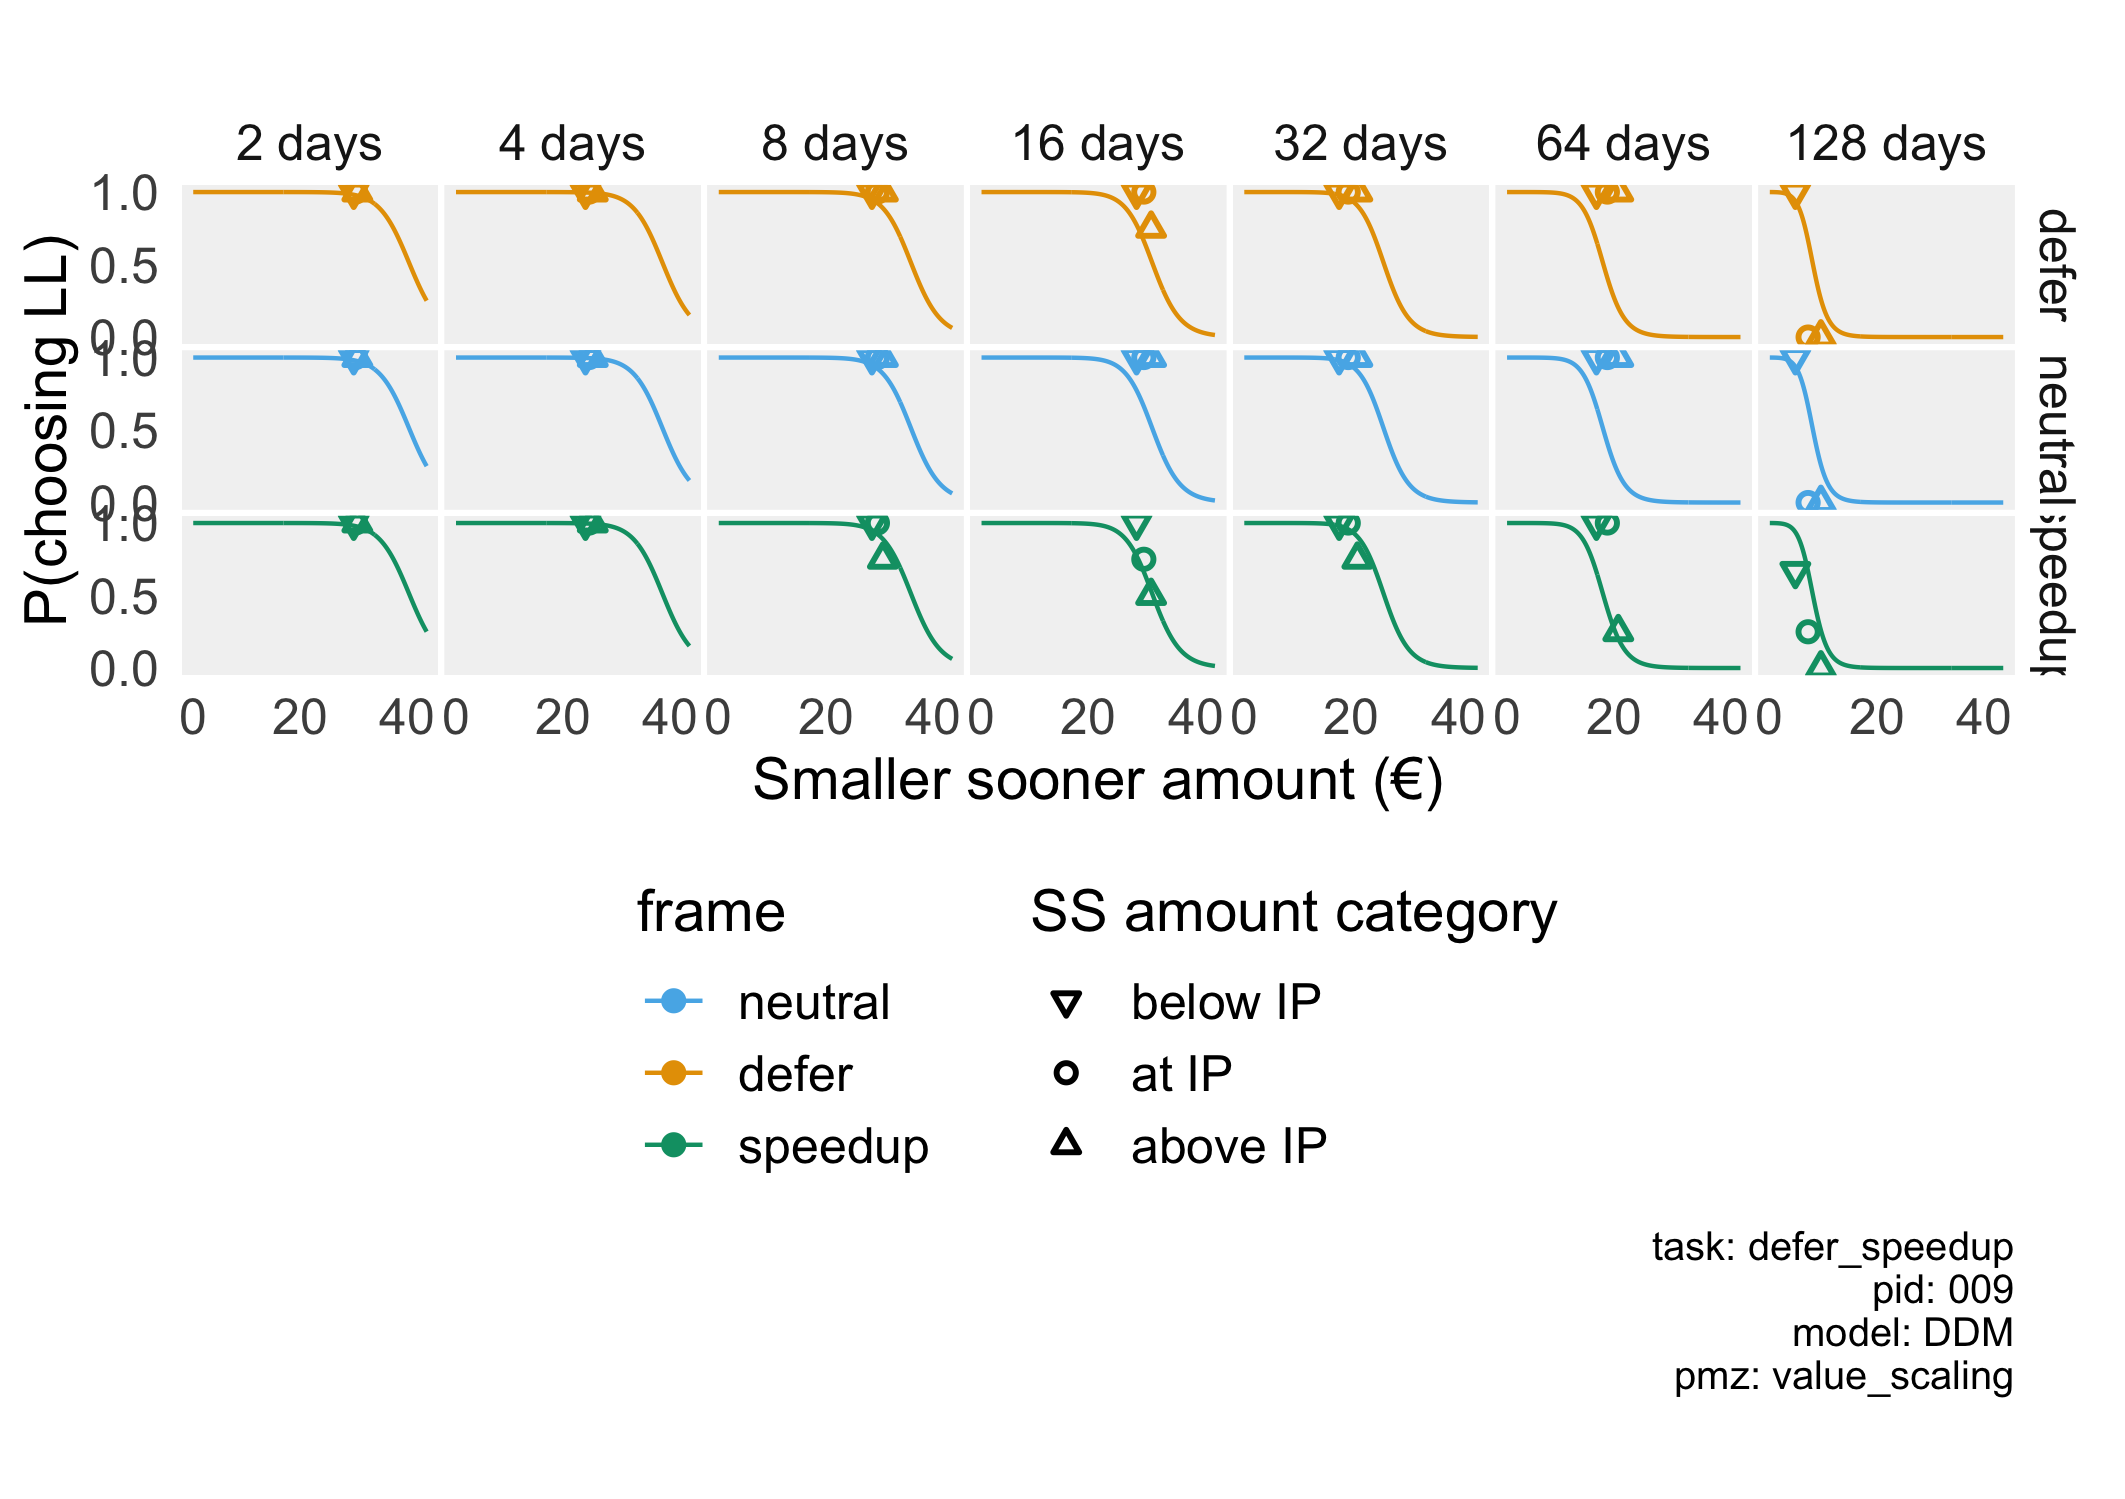 2 days 4 days 8 days 16 days 32 days 64 days 128 days
P(choosing LL)
1.0
0.5
0.0
defer
1.0
0.5
0.0
neutral
1.0
0.5
0.0
speedup
0 20 40 0 20 40 0 20 40 0 20 40 0 20 40 0 20 40 0 20 40
Smaller sooner amount (€)
frame
neutral
defer
speedup
SS amount category
below IP
at IP
above IP
task: defer_speedup
pid: 009
model: DDM
pmz: value_scaling